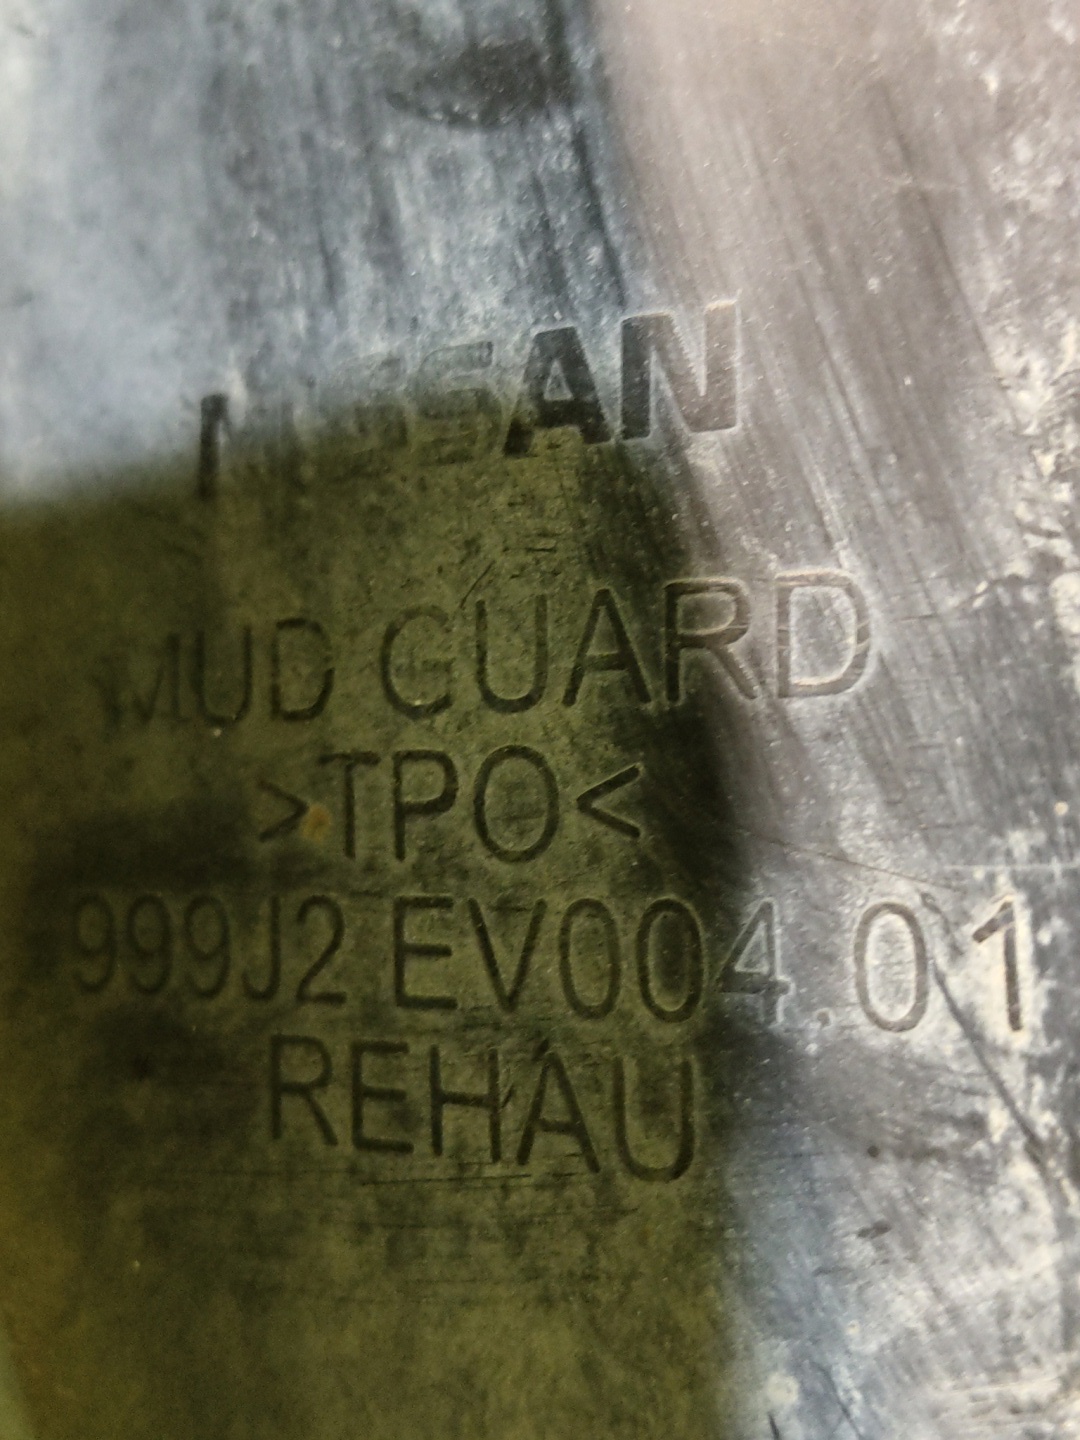 NISSAN
MUD GUARD
>TPO<
999J2 EV004.01
REHAU